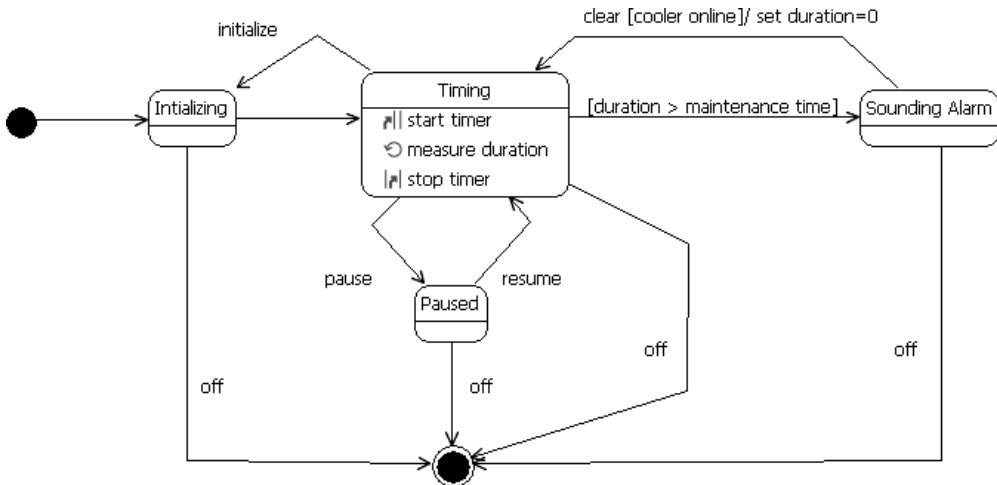 clear [cooler online]/ set duration=0
initialize
Timing
Intializing
[duration > maintenance time]
Sounding Alarm
start timer
measure duration
stop timer
pause
resume
Paused
off
off
off
off